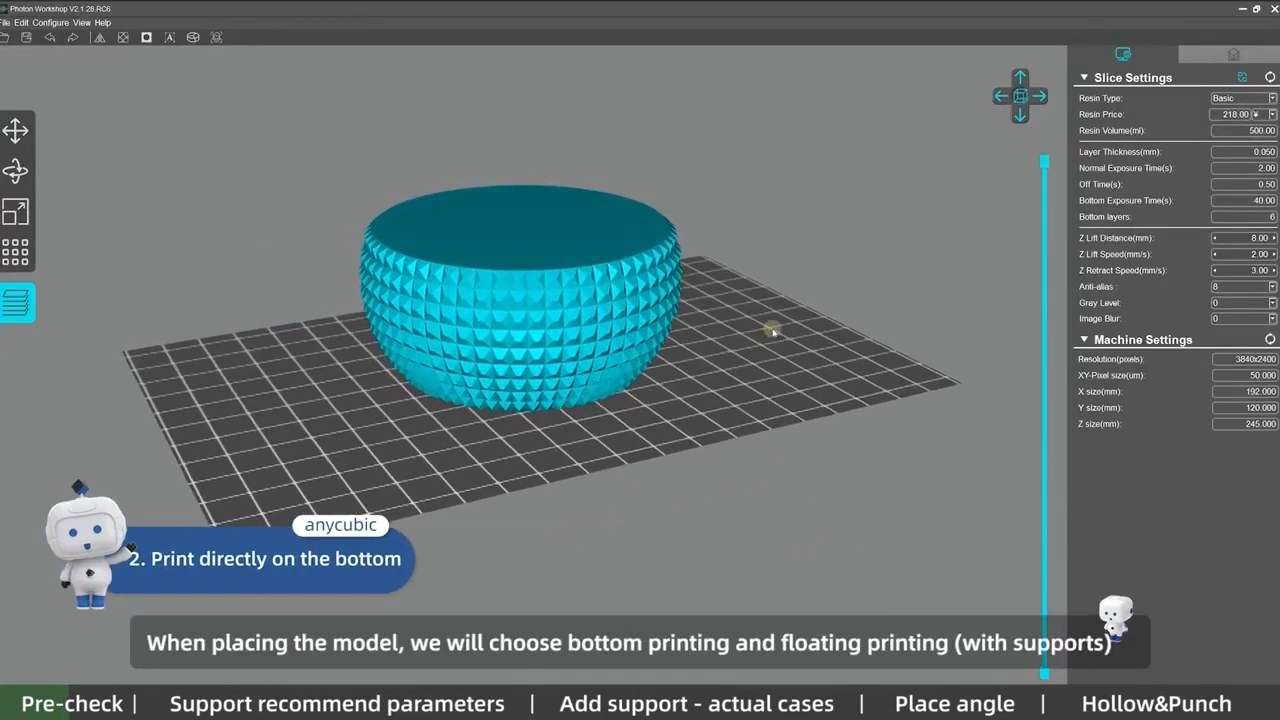 Photon Workshop V2.1.28.RC6
File Edit Configure View Help
Slice Settings
Resin Type: Basic
Resin Price: 218.00 ¥
Resin Volume(ml): 500.00
Layer Thickness(mm): 0.050
Normal Exposure Time(s): 2.00
Off Time(s): 0.50
Bottom Exposure Time(s): 40.00
Bottom layers: 6
Z Lift Distance(mm): 8.00
Z Lift Speed(mm/s): 2.00
Z Retract Speed(mm/s): 3.00
Anti-alias : 8
Gray Level: 0
Image Blur: 0
Machine Settings
Resolution(pixels): 3840x2400
XY-Pixel size(um): 50.000
X size(mm): 192.000
Y size(mm): 120.000
Z size(mm): 245.000
anycubic
2. Print directly on the bottom
When placing the model, we will choose bottom printing and floating printing (with supports)
Pre-check | Support recommend parameters | Add support - actual cases | Place angle | Hollow&Punch